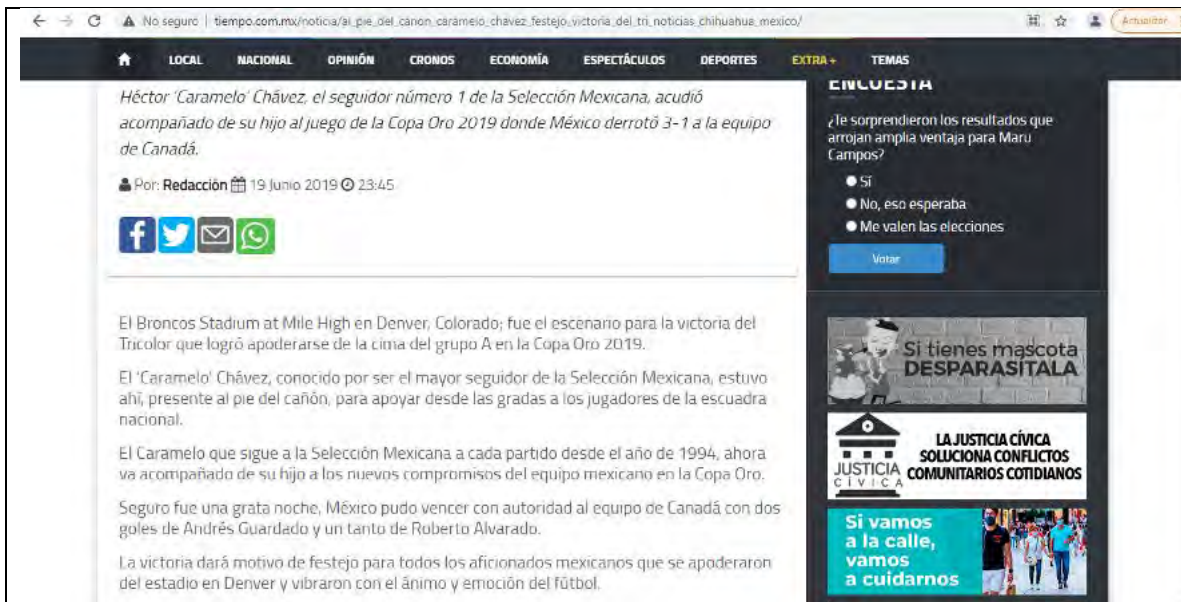 No seguro | tiempo.com.mx/noticia/al_pie_del_canon_caramelo_chavez_festejo_victoria_del_tri_noticias_chihuahua_mexico/
Actualizar
LOCAL NACIONAL OPINIÓN CRONOS ECONOMÍA ESPECTÁCULOS DEPORTES EXTRA + TEMAS
Héctor 'Caramelo' Chávez, el seguidor número 1 de la Selección Mexicana, acudió
acompañado de su hijo al juego de la Copa Oro 2019 donde México derrotó 3-1 a la equipo
de Canadá.
Por: Redacción 19 Junio 2019 23:45
El Broncos Stadium at Mile High en Denver, Colorado; fue el escenario para la victoria del
Tricolor que logró apoderarse de la cima del grupo A en la Copa Oro 2019.
El 'Caramelo' Chávez, conocido por ser el mayor seguidor de la Selección Mexicana, estuvo
ahí, presente al pie del cañón, para apoyar desde las gradas a los jugadores de la escuadra
nacional.
El Caramelo que sigue a la Selección Mexicana a cada partido desde el año de 1994, ahora
va acompañado de su hijo a los nuevos compromisos del equipo mexicano en la Copa Oro.
Seguro fue una grata noche, México pudo vencer con autoridad al equipo de Canadá con dos
goles de Andrés Guardado y un tanto de Roberto Alvarado.
La victoria dará motivo de festejo para todos los aficionados mexicanos que se apoderaron
del estadio en Denver y vibraron con el ánimo y emoción del fútbol.
ENCUESTA
¿Te sorprendieron los resultados que
arrojan amplia ventaja para Maru
Campos?
Sí
No, eso esperaba
Me valen las elecciones
Votar
Si tienes mascota
DESPARASITALA
JUSTICIA
CÍVICA
LA JUSTICIA CÍVICA
SOLUCIONA CONFLICTOS
COMUNITARIOS COTIDIANOS
Si vamos
a la calle,
vamos
a cuidarnos